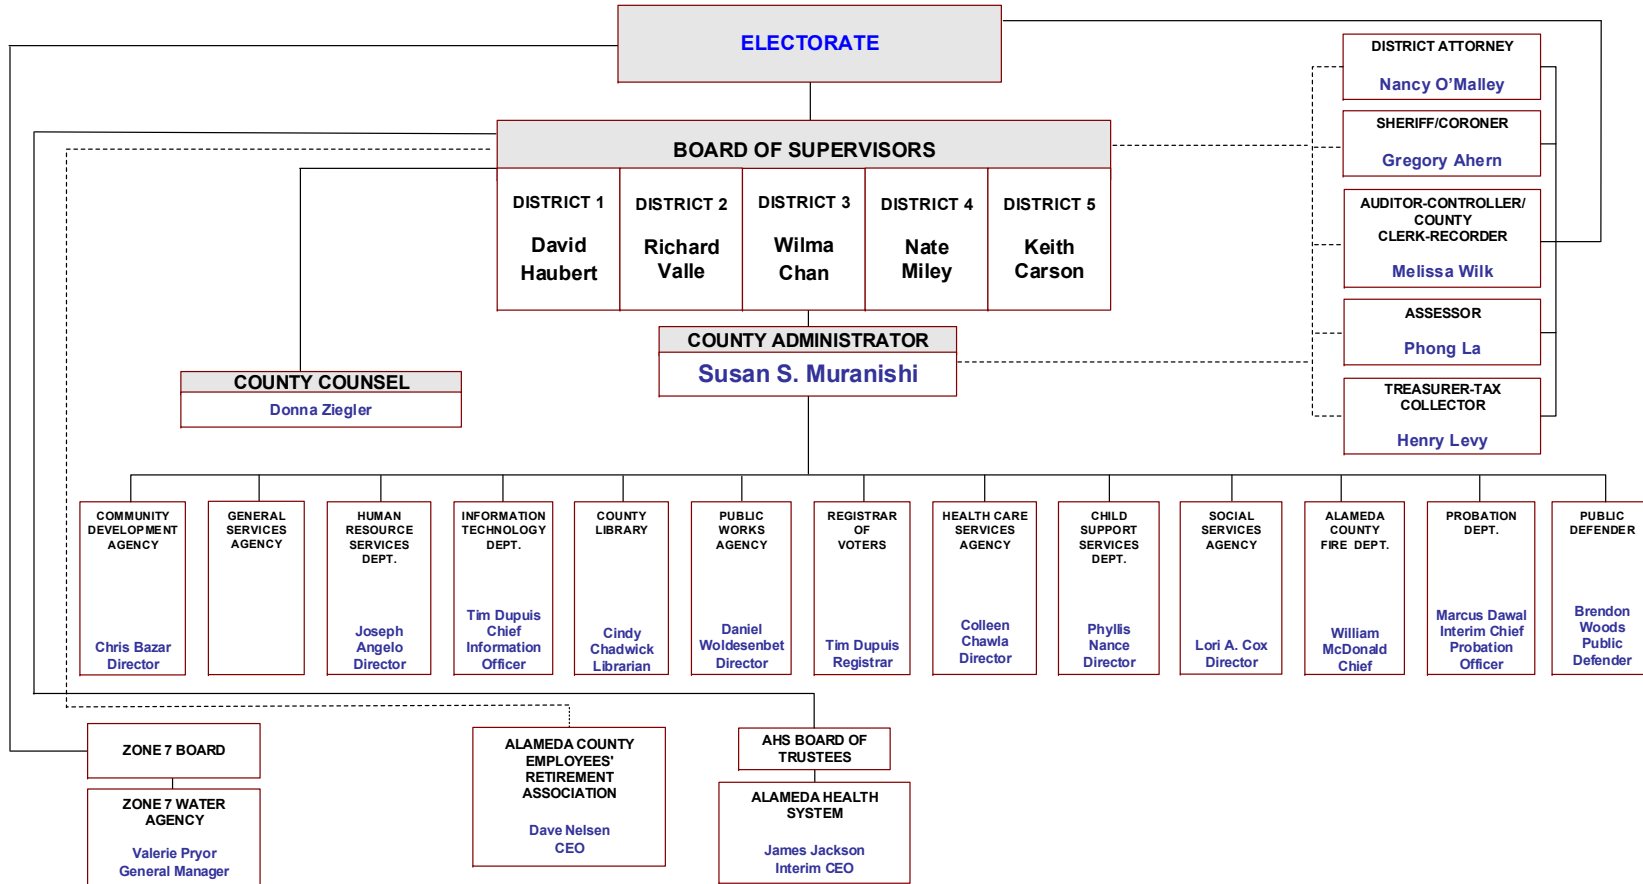 ELECTORATE
DISTRICT ATTORNEY
Nancy O’Malley
SHERIFF/CORONER
Gregory Ahern
AUDITOR-CONTROLLER/
COUNTY
CLERK-RECORDER
Melissa Wilk
ASSESSOR
Phong La
TREASURER-TAX
COLLECTOR
Henry Levy
BOARD OF SUPERVISORS
DISTRICT 1
David
Haubert
DISTRICT 2
Richard
Valle
DISTRICT 3
Wilma
Chan
DISTRICT 4
Nate
Miley
DISTRICT 5
Keith
Carson
COUNTY ADMINISTRATOR
Susan S. Muranishi
COUNTY COUNSEL
Donna Ziegler
COMMUNITY
DEVELOPMENT
AGENCY
Chris Bazar
Director
GENERAL
SERVICES
AGENCY
HUMAN
RESOURCE
SERVICES
DEPT.
Joseph
Angelo
Director
INFORMATION
TECHNOLOGY
DEPT.
Tim Dupuis
Chief
Information
Officer
COUNTY
LIBRARY
Cindy
Chadwick
Librarian
PUBLIC
WORKS
AGENCY
Daniel
Woldesenbet
Director
REGISTRAR
OF
VOTERS
Tim Dupuis
Registrar
HEALTH CARE
SERVICES
AGENCY
Colleen
Chawla
Director
CHILD
SUPPORT
SERVICES
DEPT.
Phyllis
Nance
Director
SOCIAL
SERVICES
AGENCY
Lori A. Cox
Director
ALAMEDA
COUNTY
FIRE DEPT.
William
McDonald
Chief
PROBATION
DEPT.
Marcus Dawal
Interim Chief
Probation
Officer
PUBLIC
DEFENDER
Brendon
Woods
Public
Defender
ZONE 7 BOARD
ZONE 7 WATER
AGENCY
Valerie Pryor
General Manager
ALAMEDA COUNTY
EMPLOYEES'
RETIREMENT
ASSOCIATION
Dave Nelsen
CEO
AHS BOARD OF
TRUSTEES
ALAMEDA HEALTH
SYSTEM
James Jackson
Interim CEO